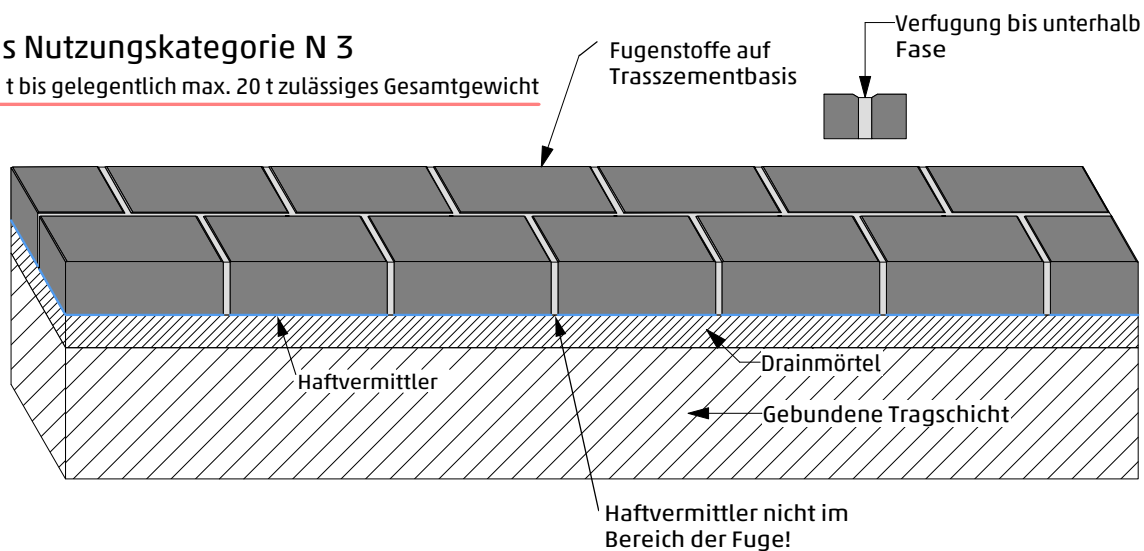 s Nutzungskategorie N 3
t bis gelegentlich max. 20 t zulässiges Gesamtgewicht
Fugenstoffe auf
Trasszementbasis
Verfugung bis unterhalb
Fase
Haftvermittler
Drainmörtel
Gebundene Tragschicht
Haftvermittler nicht im
Bereich der Fuge!